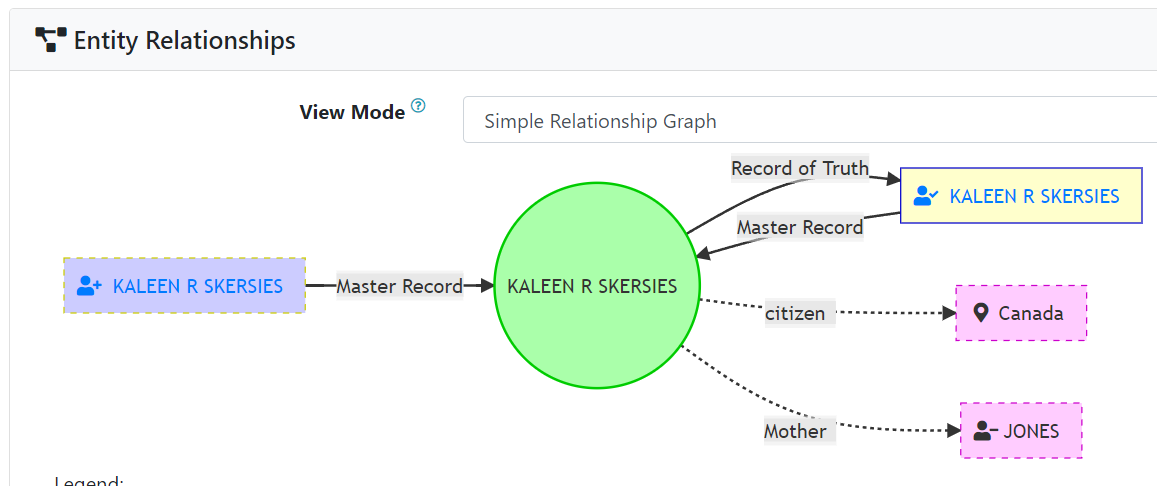 Entity Relationships
View Mode
Simple Relationship Graph
Record of Truth
KALEEN R SKERSIES
Master Record
KALEEN R SKERSIES
Master Record
KALEEN R SKERSIES
citizen
Canada
Mother
JONES
Legend: